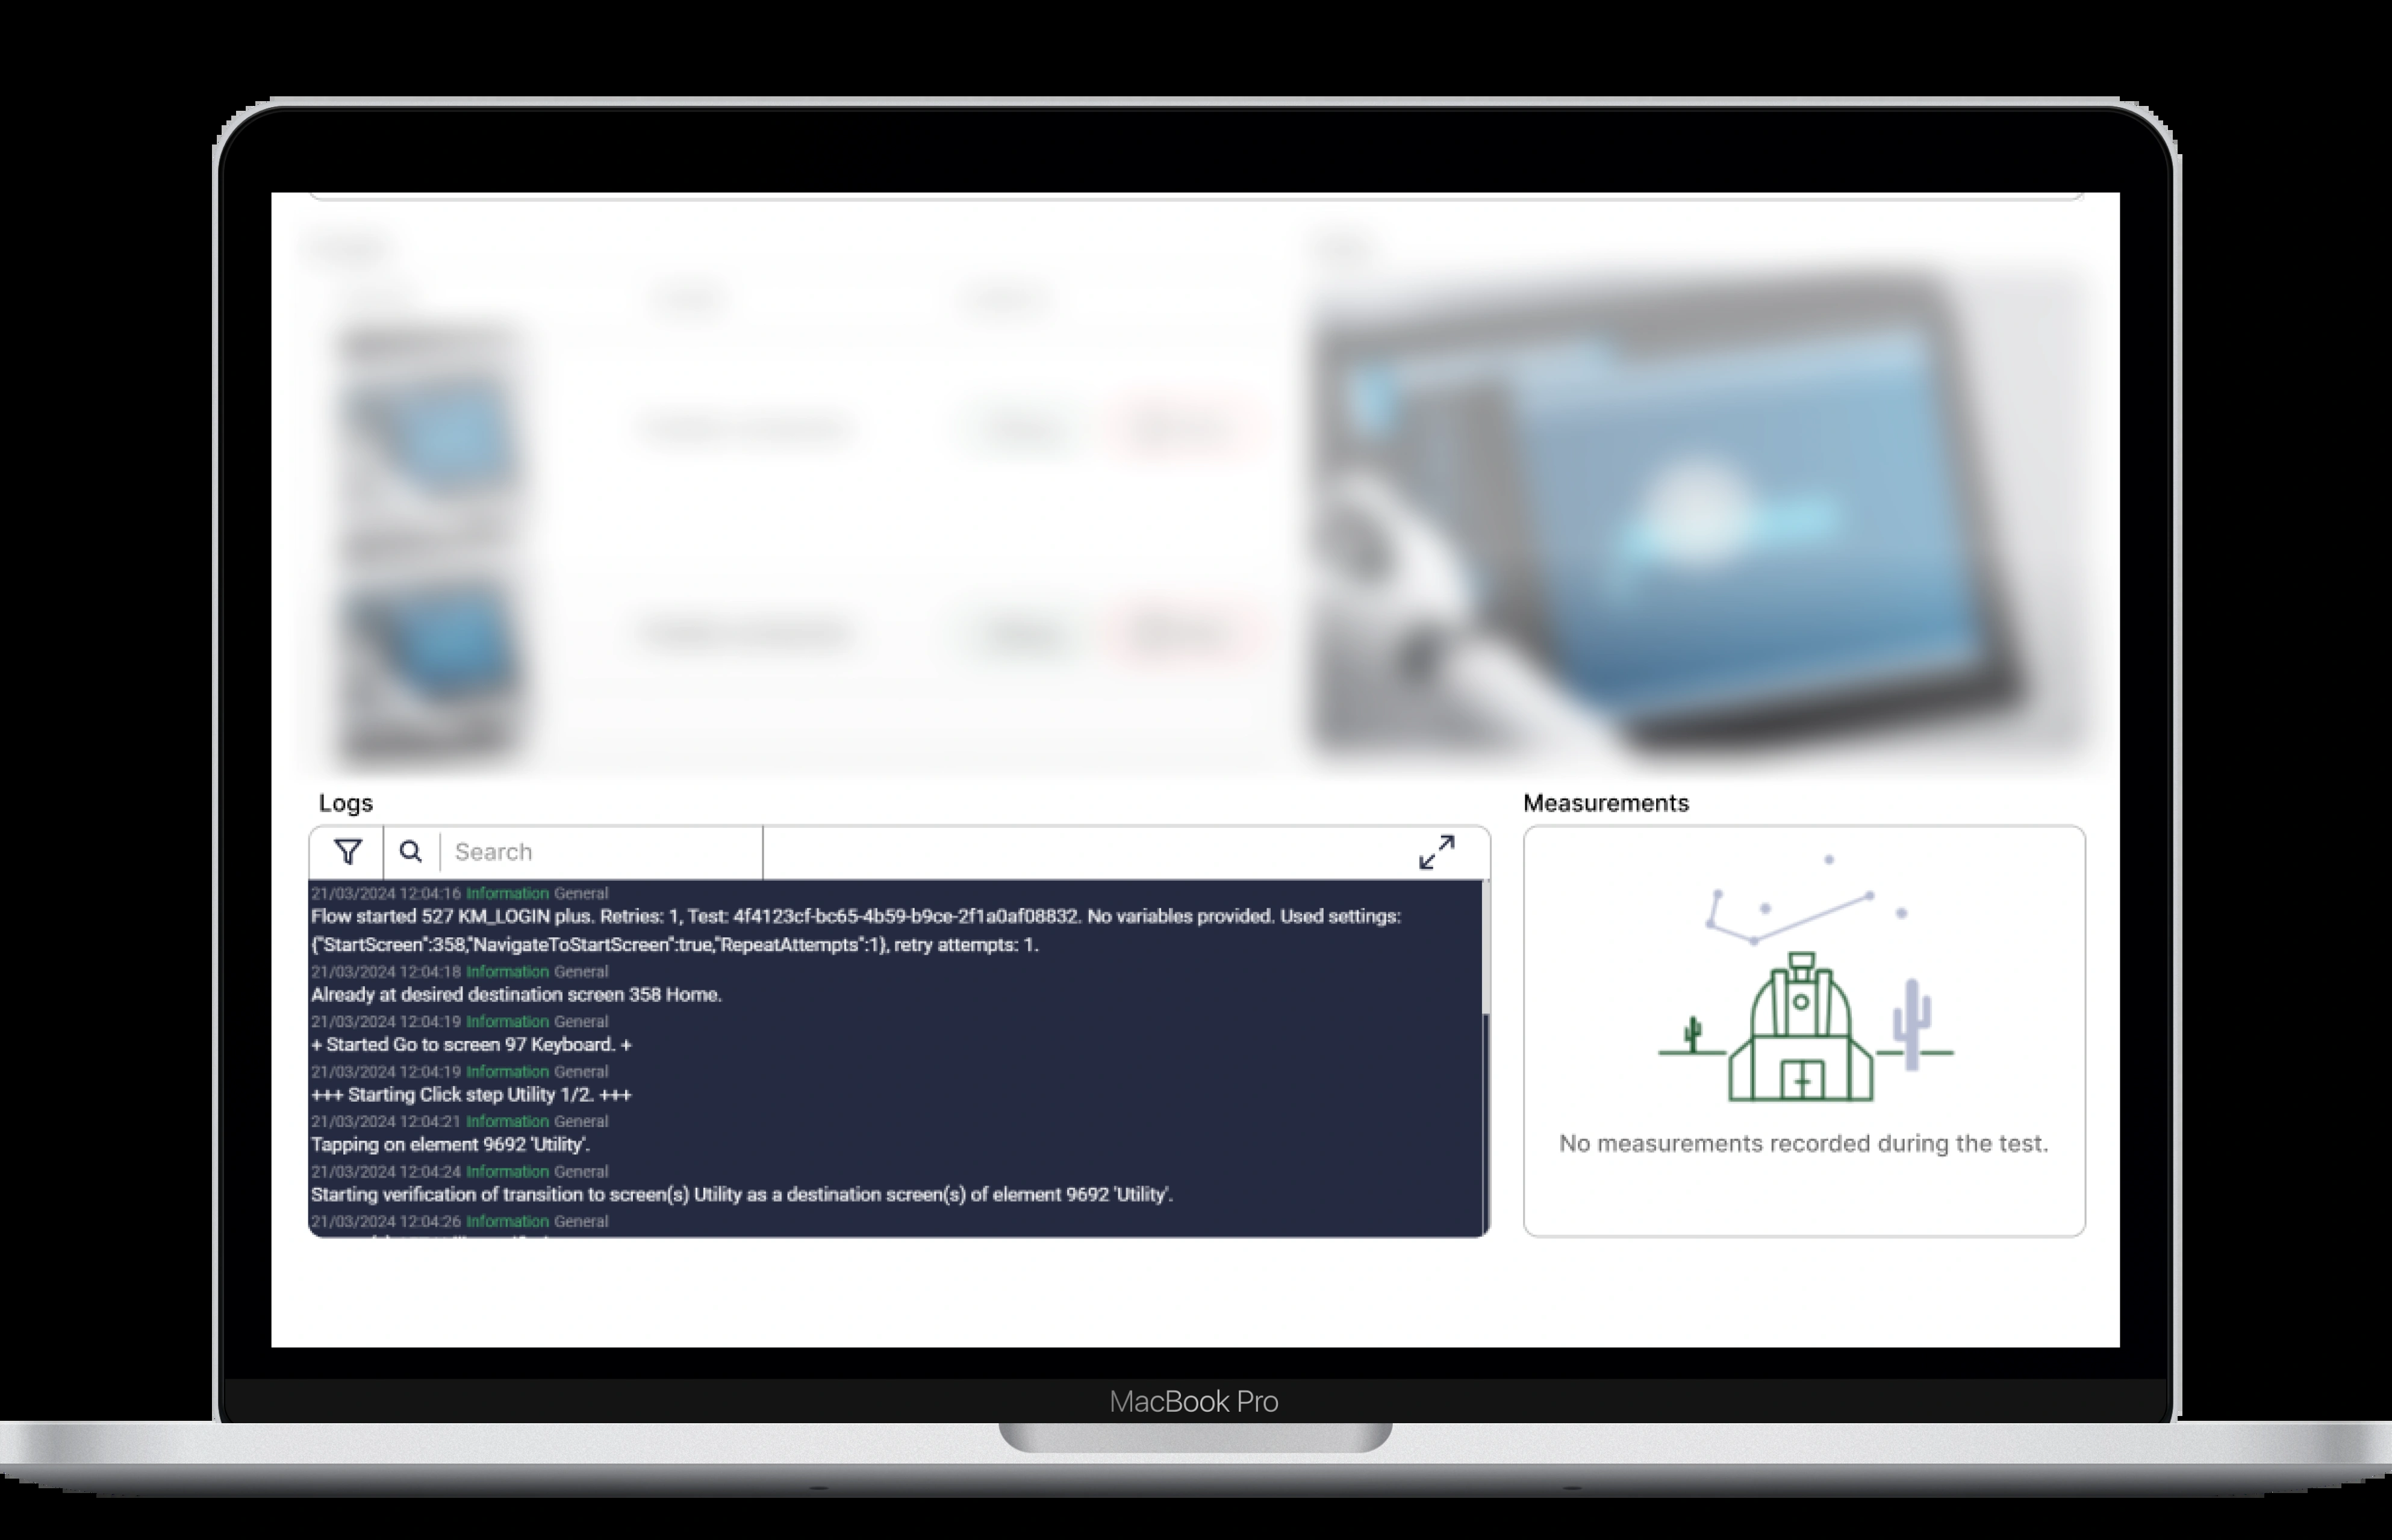 Logs
Search
21/03/2024 12:04:16 Information General
Flow started 527 KM_LOGIN plus. Retries: 1, Test: 4f4123cf-bc65-4b59-b9ce-2f1a0af08832. No variables provided. Used settings:
{"StartScreen":358,"NavigateToStartScreen":true,"RepeatAttempts":1}, retry attempts: 1.
21/03/2024 12:04:18 Information General
Already at desired destination screen 358 Home.
21/03/2024 12:04:19 Information General
+ Started Go to screen 97 Keyboard. +
21/03/2024 12:04:19 Information General
+++ Starting Click step Utility 1/2. +++
21/03/2024 12:04:21 Information General
Tapping on element 9692 'Utility'.
21/03/2024 12:04:24 Information General
Starting verification of transition to screen(s) Utility as a destination screen(s) of element 9692 'Utility'.
21/03/2024 12:04:26 Information General
Measurements
No measurements recorded during the test.
MacBook Pro